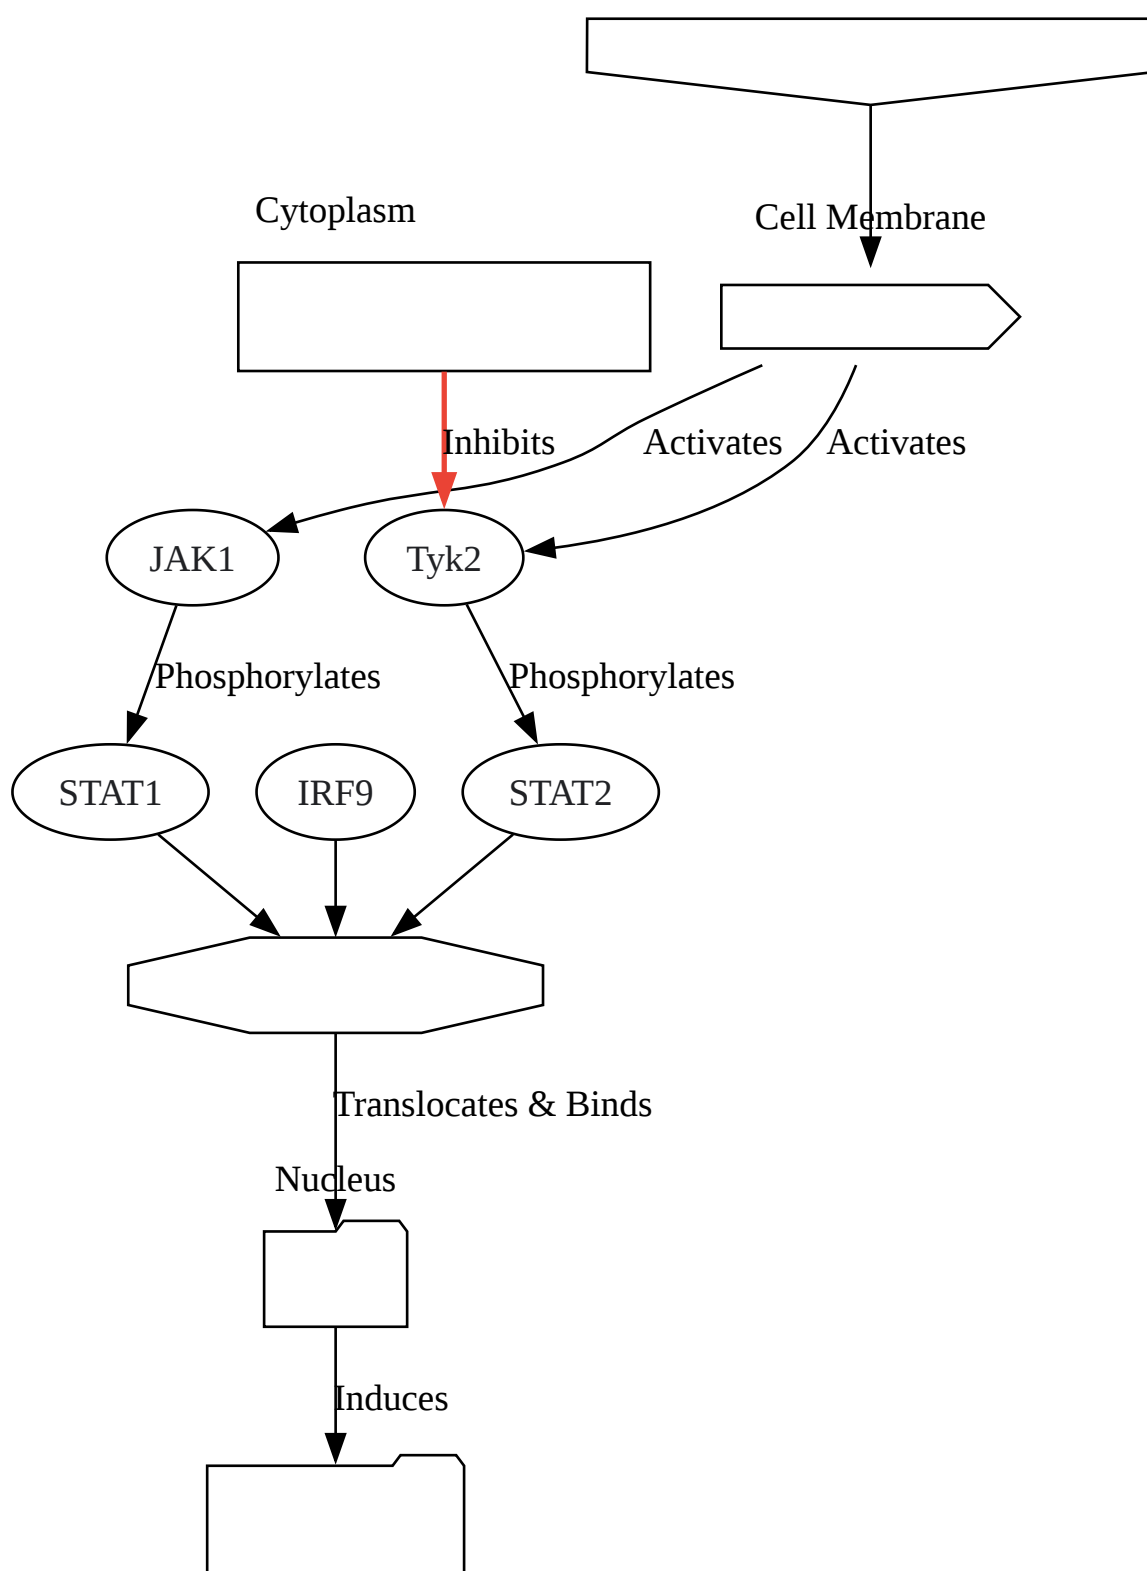 Cytoplasm
Cell Membrane
Inhibits
Activates
Activates
JAK1
Tyk2
Phosphorylates
Phosphorylates
STAT1
IRF9
STAT2
Translocates & Binds
Nucleus
Induces